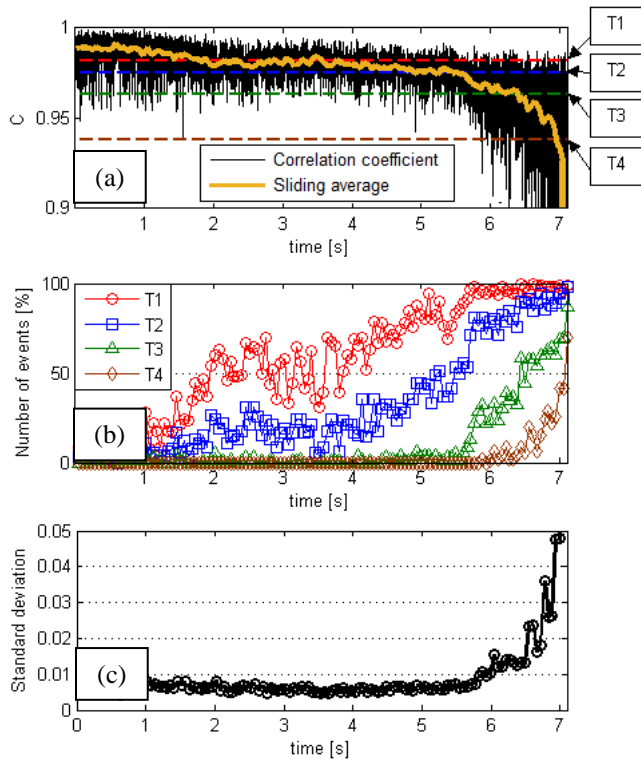 1
0.95
0.9
C
(a)
Correlation coefficient
Sliding average
T1
T2
T3
T4
1 2 3 4 5 6 7
time [s]
100
50
0
Number of events [%]
T1
T2
T3
T4
(b)
0 1 2 3 4 5 6 7
time [s]
0.05
0.04
0.03
0.02
0.01
0
Standard deviation
(c)
0 1 2 3 4 5 6 7
time [s]